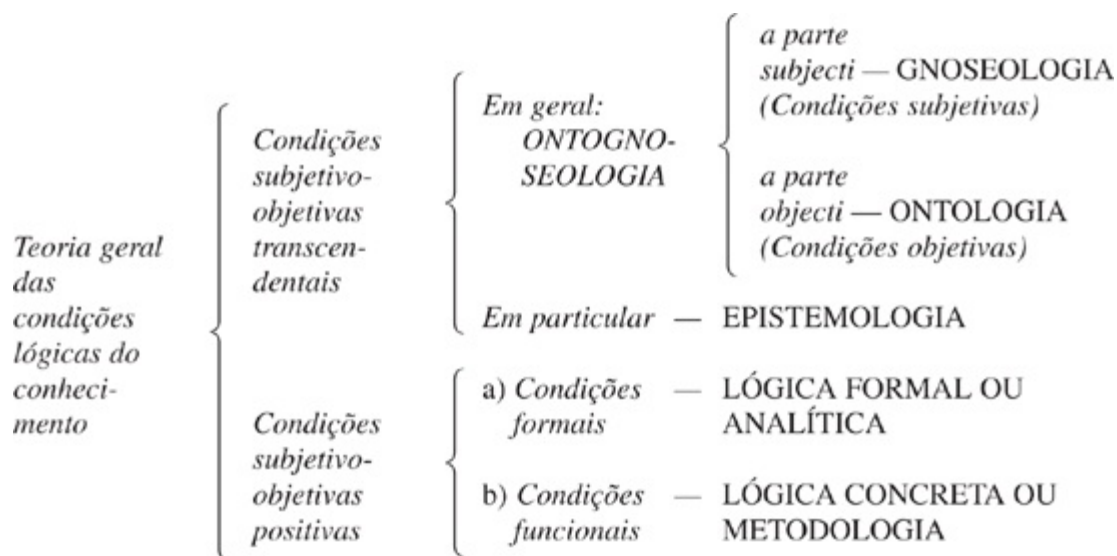 Teoria geral
das
condições
lógicas do
conheci-
mento
Condições
subjetivo-
objetivas
transcen-
dentais
Em geral:
ONTOGNO-
SEOLOGIA
a parte
subjecti — GNOSEOLOGIA
(Condições subjetivas)
a parte
objecti — ONTOLOGIA
(Condições objetivas)
Em particular — EPISTEMOLOGIA
Condições
subjetivo-
objetivas
positivas
a) Condições — LÓGICA FORMAL OU
formais ANALÍTICA
b) Condições — LÓGICA CONCRETA OU
funcionais METODOLOGIA